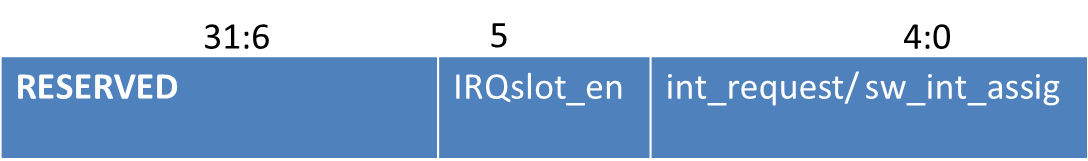 31:6 5 4:0
RESERVED IRQslot_en int_request/ sw_int_assig